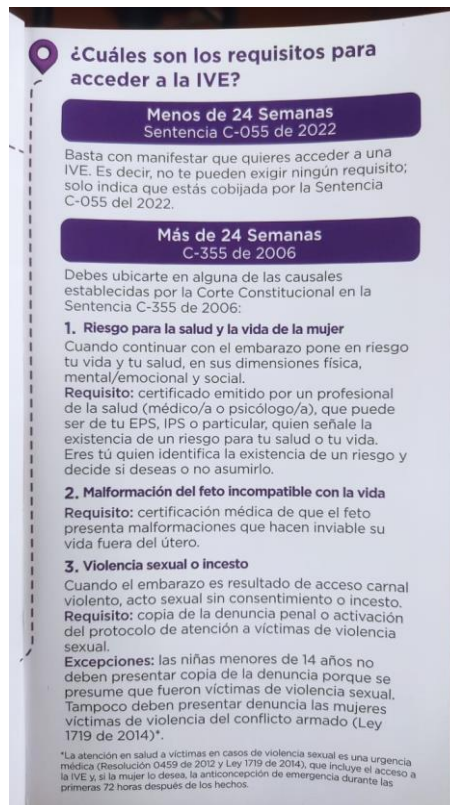 ¿Cuáles son los requisitos para
acceder a la IVE?
Menos de 24 Semanas
Sentencia C-055 de 2022
Basta con manifestar que quieres acceder a una
IVE. Es decir, no te pueden exigir ningún requisito;
solo indica que estás cobijada por la Sentencia
C-055 del 2022.
Más de 24 Semanas
C-355 de 2006
Debes ubicarte en alguna de las causales
establecidas por la Corte Constitucional en la
Sentencia C-355 de 2006:
1. Riesgo para la salud y la vida de la mujer
Cuando continuar con el embarazo pone en riesgo
tu vida y tu salud, en sus dimensiones física,
mental/emocional y social.
Requisito: certificado emitido por un profesional
de la salud (médico/a o psicólogo/a), que puede
ser de tu EPS, IPS o particular, quien señale la
existencia de un riesgo para tu salud o tu vida.
Eres tú quien identifica la existencia de un riesgo y
decide si deseas o no asumirlo.
2. Malformación del feto incompatible con la vida
Requisito: certificación médica de que el feto
presenta malformaciones que hacen inviable su
vida fuera del útero.
3. Violencia sexual o incesto
Cuando el embarazo es resultado de acceso carnal
violento, acto sexual sin consentimiento o incesto.
Requisito: copia de la denuncia penal o activación
del protocolo de atención a víctimas de violencia
sexual.
Excepciones: las niñas menores de 14 años no
deben presentar copia de la denuncia porque se
presume que fueron víctimas de violencia sexual.
Tampoco deben presentar denuncia las mujeres
víctimas de violencia del conflicto armado (Ley
1719 de 2014)*.
*La atención en salud a víctimas en casos de violencia sexual es una urgencia
médica (Resolución 0459 de 2012 y Ley 1719 de 2014), que incluye el acceso a
la IVE y, si la mujer lo desea, la anticoncepción de emergencia durante las
primeras 72 horas después de los hechos.